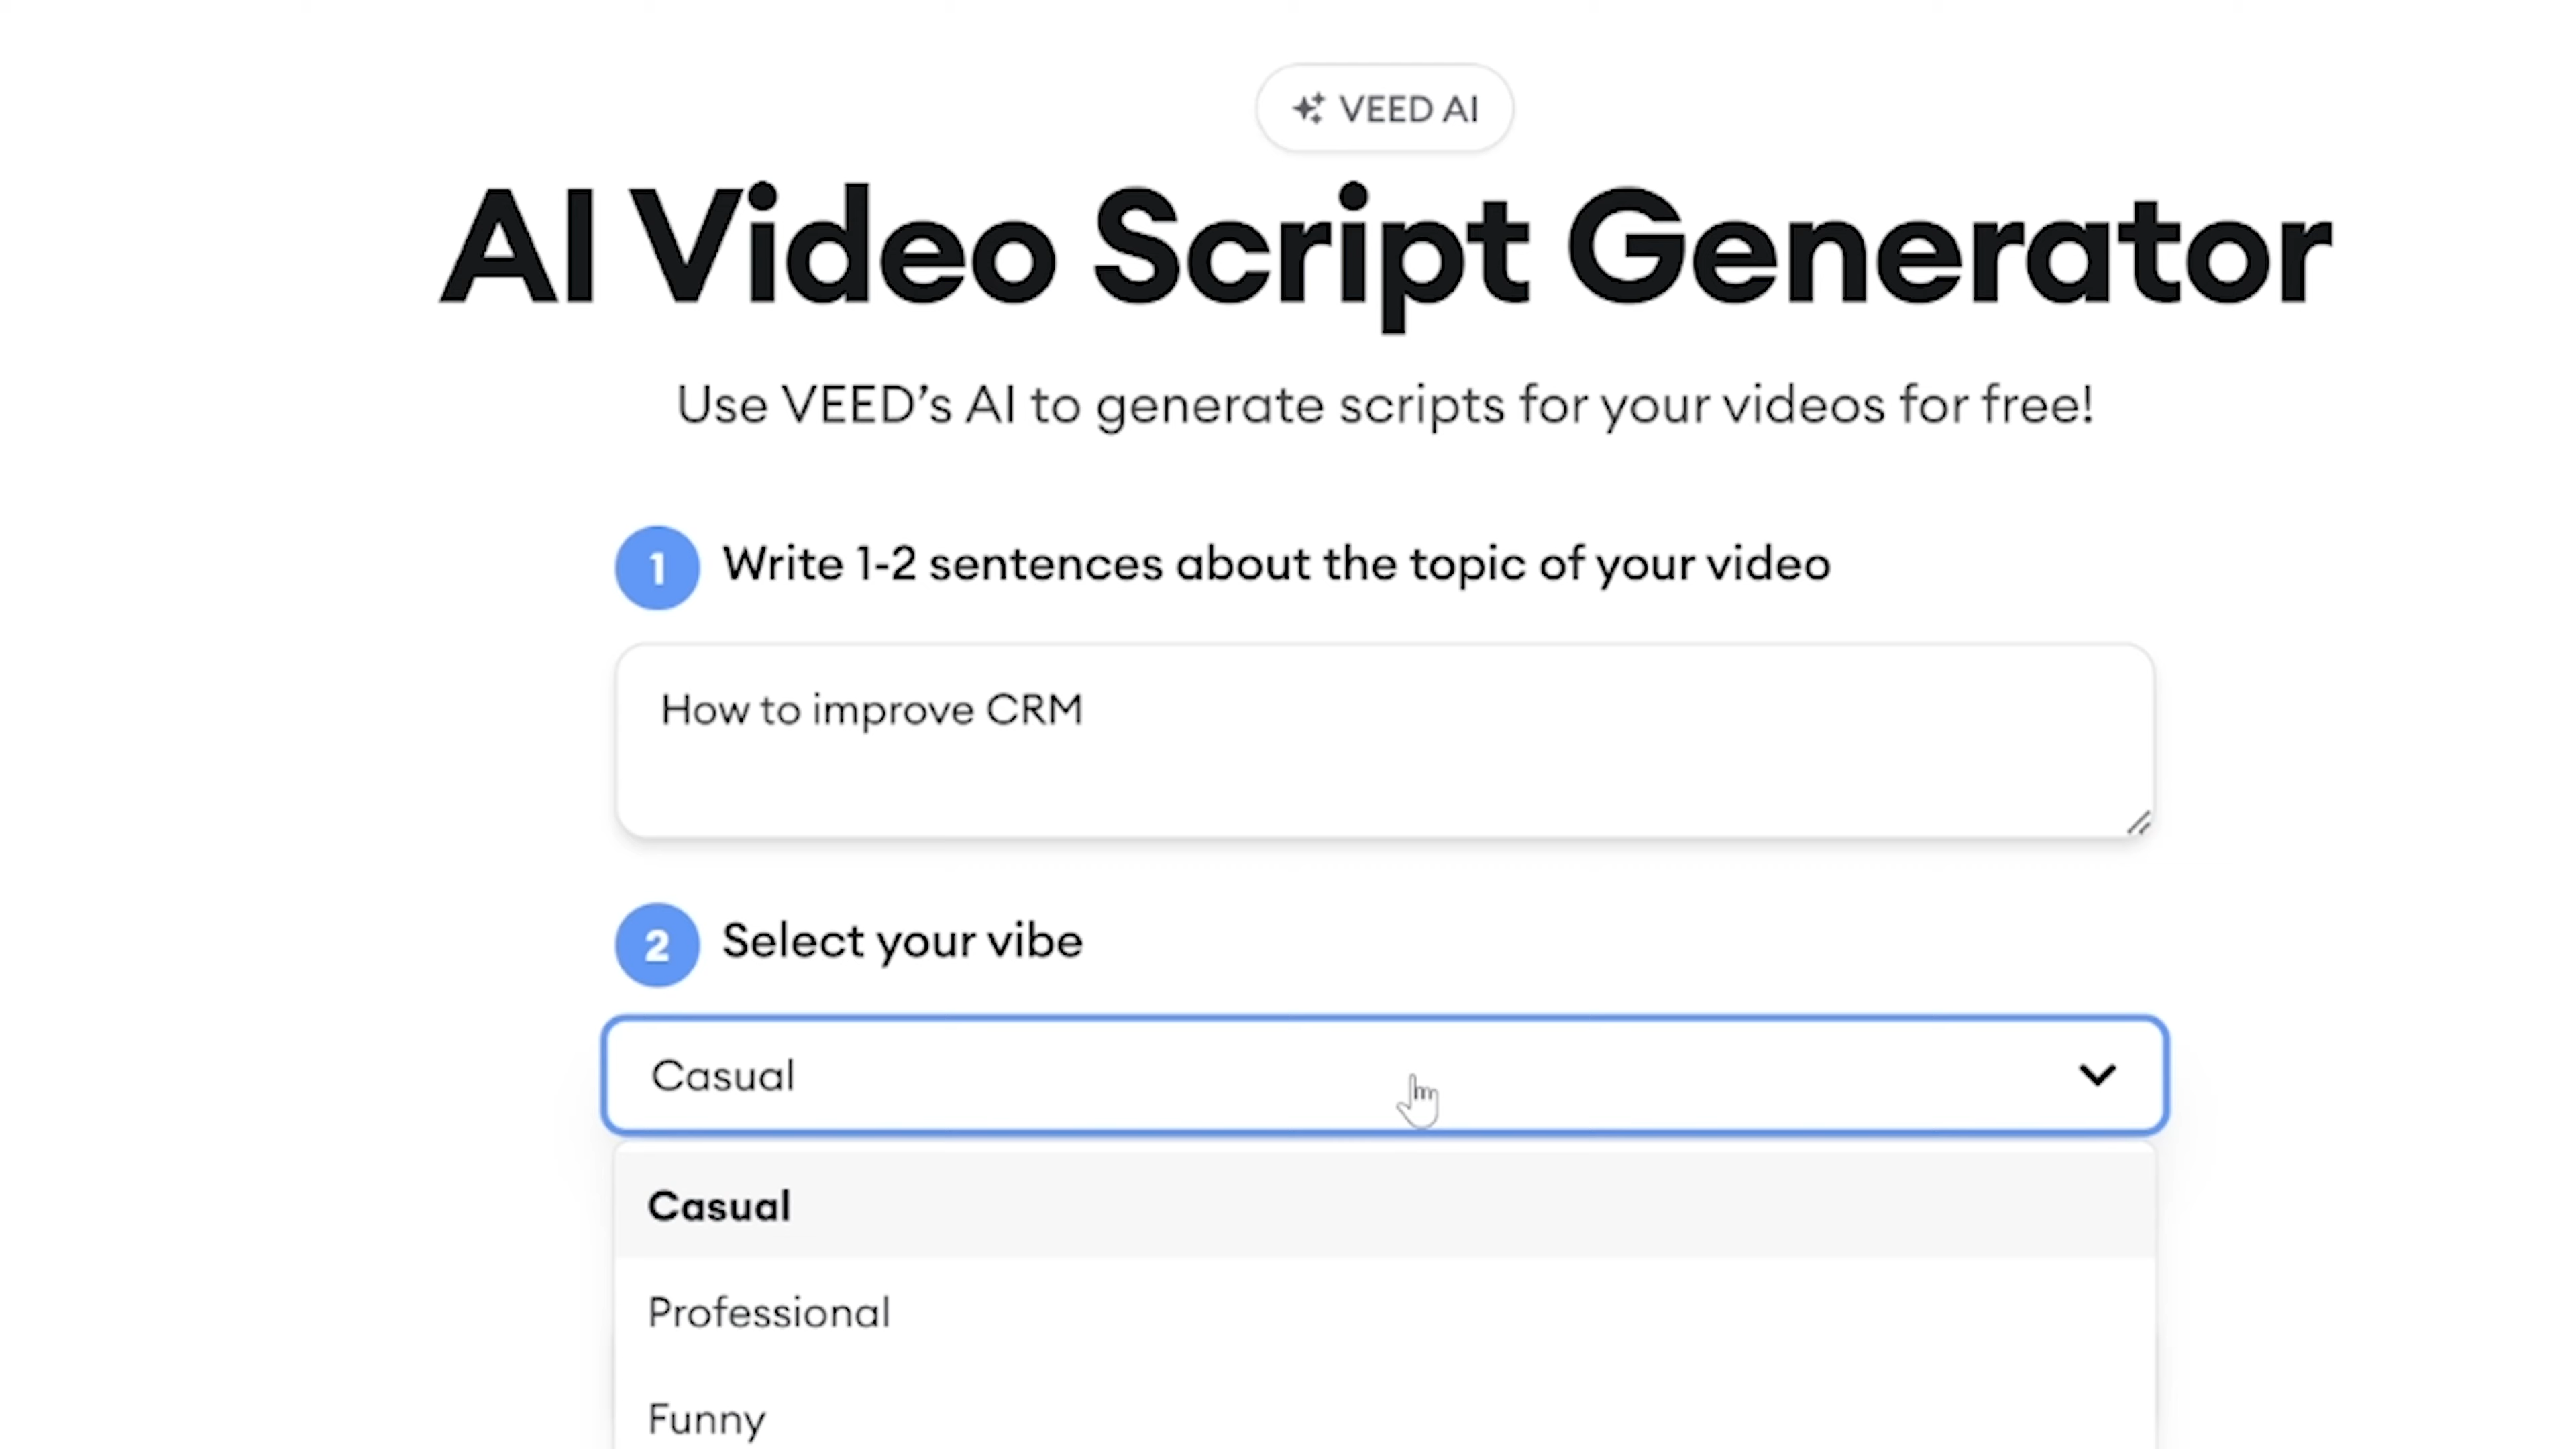 VEED AI
AI Video Script Generator
Use VEED’s AI to generate scripts for your videos for free!
1 Write 1-2 sentences about the topic of your video
How to improve CRM
2 Select your vibe
Casual
Casual
Professional
Funny